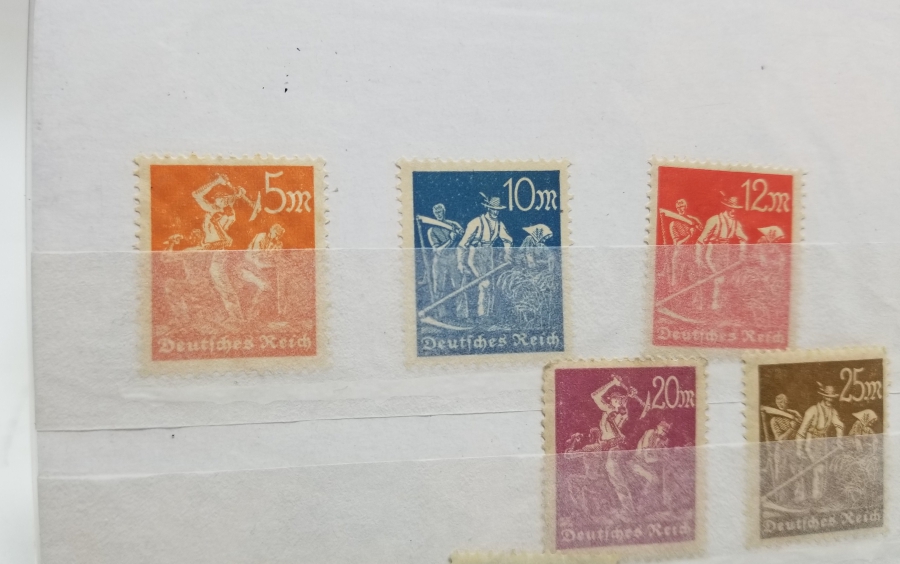 5M
Deutsches Reich
10M
Deutsches Reich
12M
Deutsches Reich
20M
Deutsches Reich
25M
Deutsches Reich